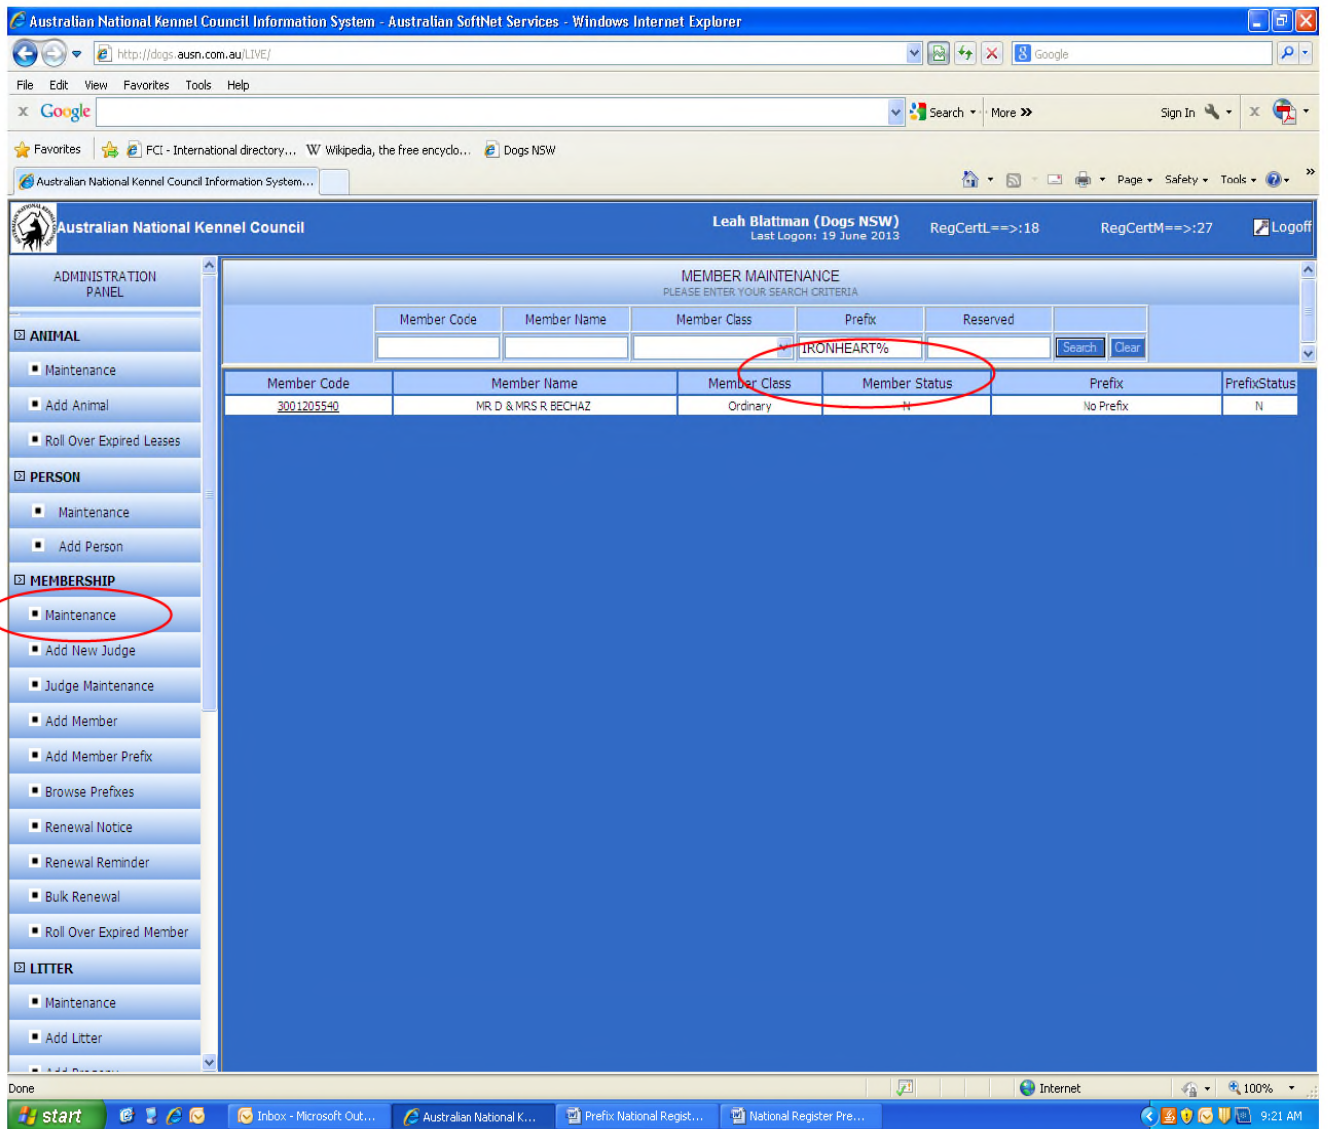 Australian National Kennel Council Information System - Australian SoftNet Services - Windows Internet Explorer
http://dogs.ausn.com.au/LIVE/
Google
File Edit View Favorites Tools Help
x Google Search More >> Sign In x
Favorites FCI - International directory... W Wikipedia, the free encyclo... Dogs NSW
Australian National Kennel Council Information System... Page Safety Tools
Australian National Kennel Council
Leah Blattman (Dogs NSW)
Last Logon: 19 June 2013
RegCertL==>:18 RegCertM==>:27 Logoff
ADMINISTRATION
PANEL
ANIMAL
Maintenance
Add Animal
Roll Over Expired Leases
PERSON
Maintenance
Add Person
MEMBERSHIP
Maintenance
Add New Judge
Judge Maintenance
Add Member
Add Member Prefix
Browse Prefixes
Renewal Notice
Renewal Reminder
Bulk Renewal
Roll Over Expired Member
LITTER
Maintenance
Add Litter
MEMBER MAINTENANCE
PLEASE ENTER YOUR SEARCH CRITERIA
Member Code Member Name Member Class Prefix Reserved
IRONHEART% Search Clear
Member Code Member Name Member Class Member Status Prefix PrefixStatus
3001205540 MR D & MRS R BECHAZ Ordinary N No Prefix N
Done Internet 100%
start Inbox - Microsoft Out... Australian National K... Prefix National Regist... National Register Pre... 9:21 AM